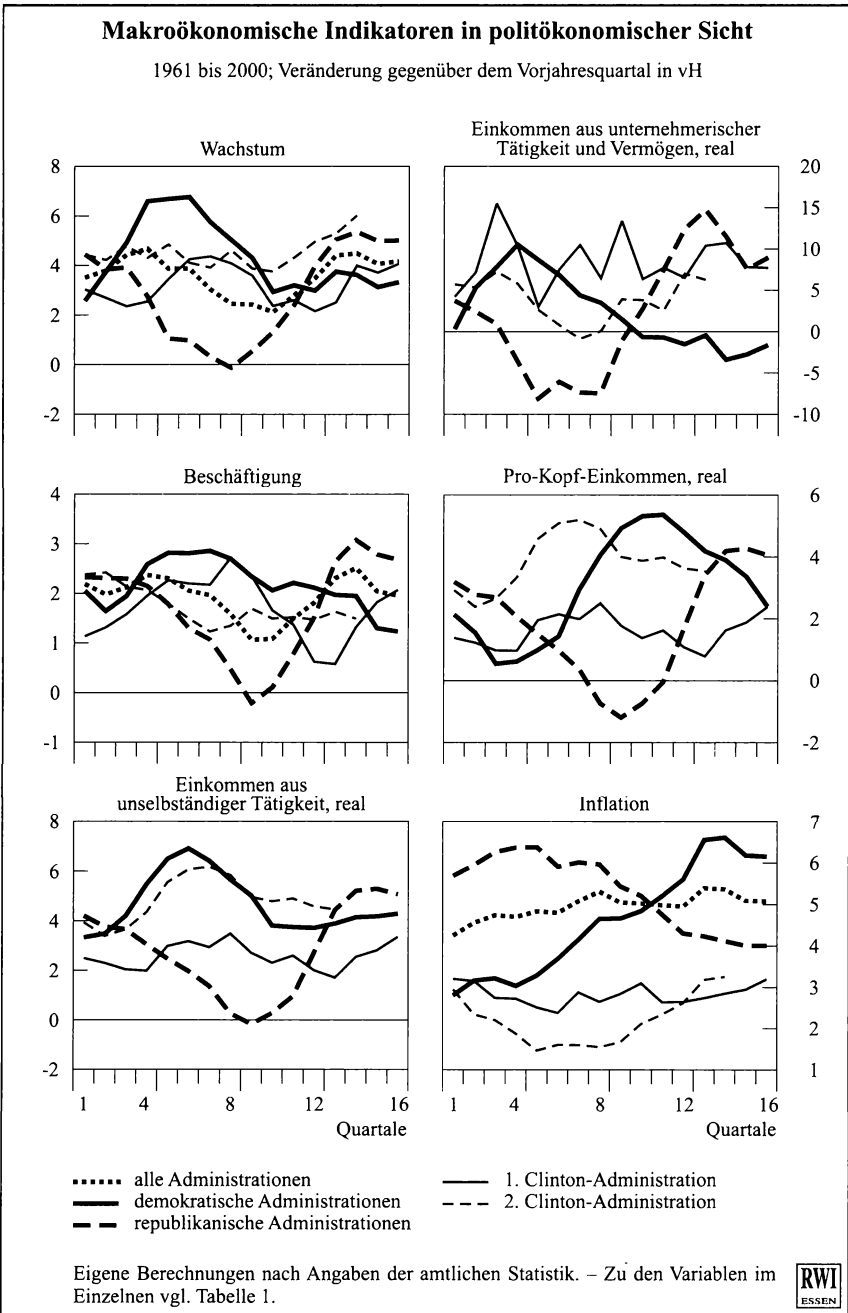 Makroökonomische Indikatoren in politökonomischer Sicht
1961 bis 2000; Veränderung gegenüber dem Vorjahresquartal in vH
Wachstum
8
6
4
2
0
-2
Einkommen aus unternehmerischer
Tätigkeit und Vermögen, real
20
15
10
5
0
-5
-10
Beschäftigung
4
3
2
1
0
-1
Pro-Kopf-Einkommen, real
6
4
2
0
-2
Einkommen aus
unselbständiger Tätigkeit, real
8
6
4
2
0
-2
1 4 8 12 16
Quartale
Inflation
7
6
5
4
3
2
1
1 4 8 12 16
Quartale
alle Administrationen
demokratische Administrationen
republikanische Administrationen
1. Clinton-Administration
2. Clinton-Administration
Eigene Berechnungen nach Angaben der amtlichen Statistik. – Zu den Variablen im
Einzelnen vgl. Tabelle 1.
RWI
ESSEN